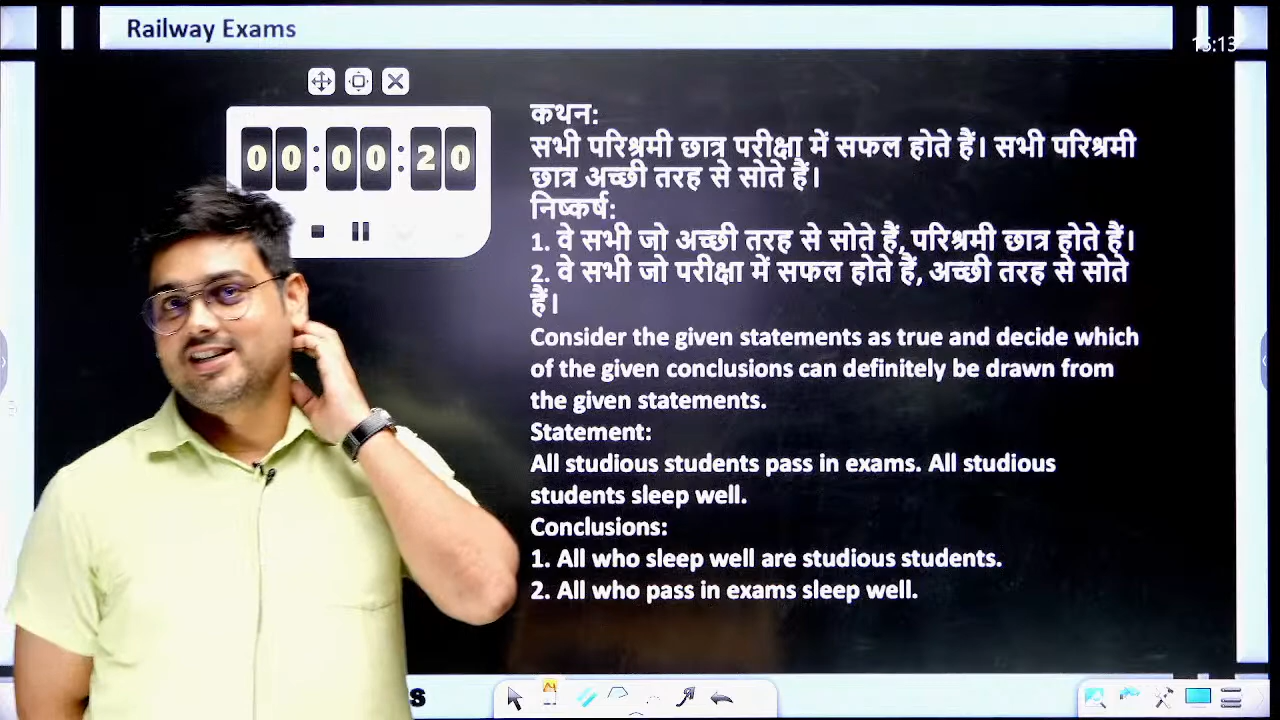 Railway Exams
15:13
00:00:20
कथन:
सभी परिश्रमी छात्र परीक्षा में सफल होते हैं। सभी परिश्रमी
छात्र अच्छी तरह से सोते हैं।
निष्कर्ष:
1. वे सभी जो अच्छी तरह से सोते हैं, परिश्रमी छात्र होते हैं।
2. वे सभी जो परीक्षा में सफल होते हैं, अच्छी तरह से सोते
हैं।
Consider the given statements as true and decide which
of the given conclusions can definitely be drawn from
the given statements.
Statement:
All studious students pass in exams. All studious
students sleep well.
Conclusions:
1. All who sleep well are studious students.
2. All who pass in exams sleep well.